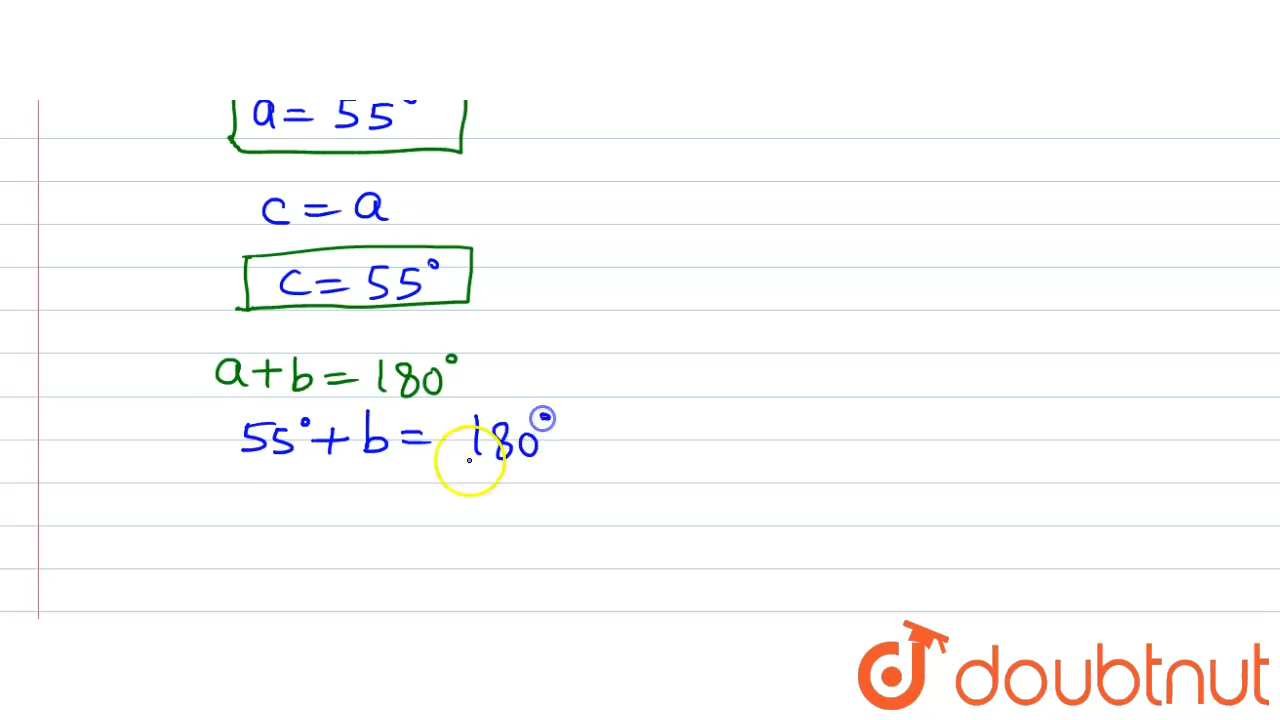 a = 55°
c = a
c = 55°
a + b = 180°
55° + b = 180°
doubtnut